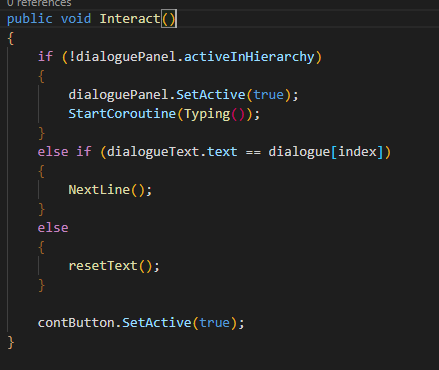 0 references
public void Interact()
{
    if (!dialoguePanel.activeInHierarchy)
    {
        dialoguePanel.SetActive(true);
        StartCoroutine(Typing());
    }
    else if (dialogueText.text == dialogue[index])
    {
        NextLine();
    }
    else
    {
        resetText();
    }
    contButton.SetActive(true);
}